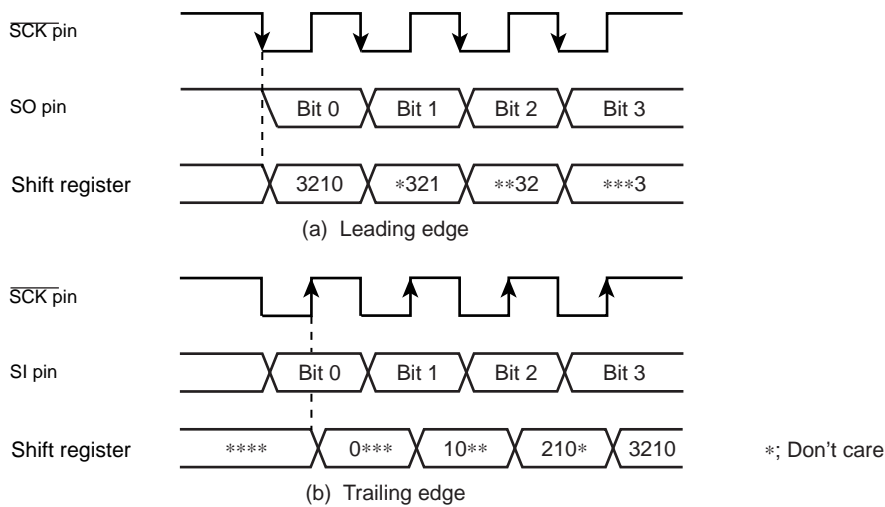 SCK pin
SO pin
Bit 0 Bit 1 Bit 2 Bit 3
Shift register
3210 *321 **32 ***3
(a) Leading edge
SCK pin
SI pin
Bit 0 Bit 1 Bit 2 Bit 3
Shift register
**** 0*** 10** 210* 3210
*; Don't care
(b) Trailing edge